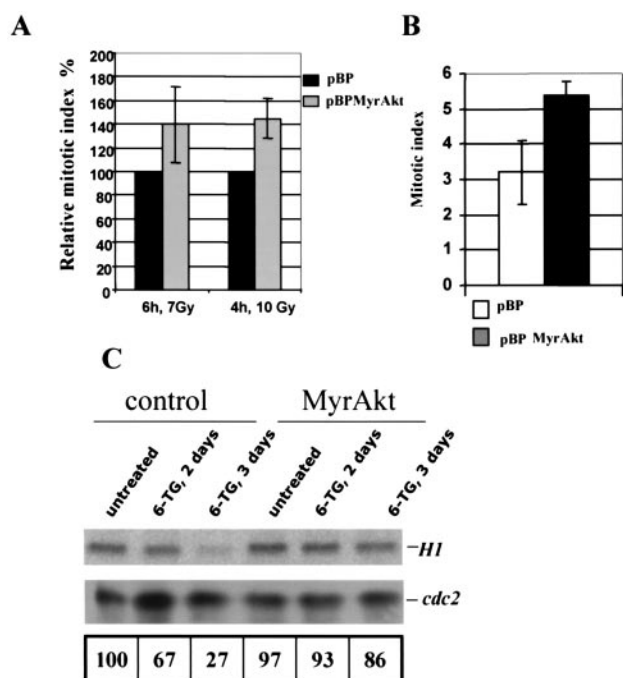 A
Relative mitotic index %
200
180
160
140
120
100
80
60
40
20
0
6h, 7Gy
4h, 10 Gy
pBP
pBPMyrAkt
B
Mitotic index
6
5
4
3
2
1
0
pBP
pBP MyrAkt
C
control MyrAkt
untreated 6-TG, 2 days 6-TG, 3 days untreated 6-TG, 2 days 6-TG, 3 days
–H1
– cdc2
100 67 27 97 93 86